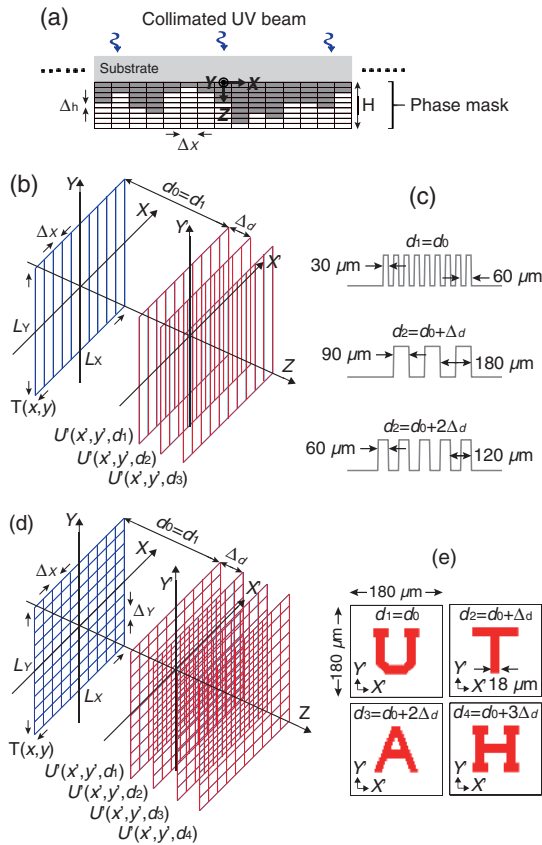 (a)
Collimated UV beam
Substrate
Y X
Z
Δh
H
Phase mask
Δx
(b)
Y
X
d0=d1
Δd
Y'
X'
Δx
LY
LX
Z
T(x,y)
U'(x',y',d1)
U'(x',y',d2)
U'(x',y',d3)
(c)
d1=d0
30 µm
60 µm
d2=d0+Δd
90 µm
180 µm
d2=d0+2Δd
60 µm
120 µm
(d)
Y
X
d0=d1
Δd
Y'
X'
Δx
ΔY
LY
LX
Z
T(x,y)
U'(x',y',d1)
U'(x',y',d2)
U'(x',y',d3)
U'(x',y',d4)
(e)
180 µm
180 µm
d1=d0
U
Y'
X'
d2=d0+Δd
T
Y'
18 µm
X'
d3=d0+2Δd
A
Y'
X'
d4=d0+3Δd
H
Y'
X'